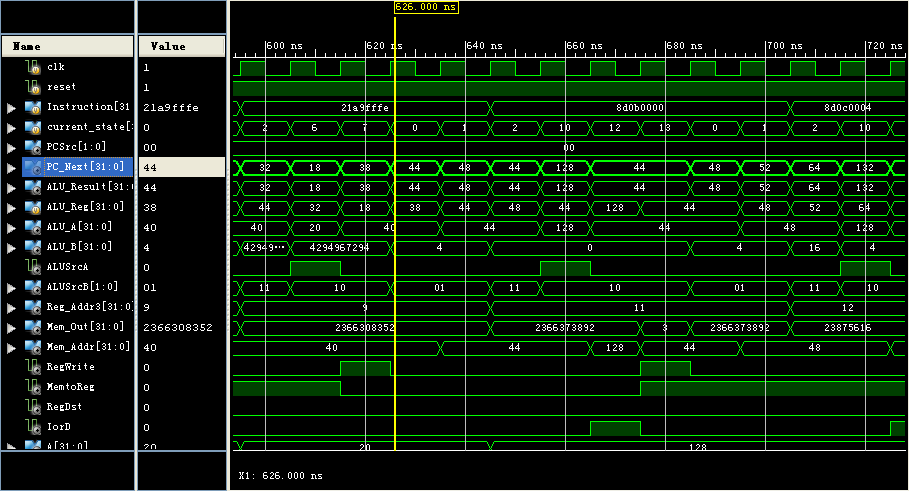 626.000 ns
Name Value 600 ns 620 ns 640 ns 660 ns 680 ns 700 ns 720 ns
clk 1
reset 1
Instruction[31 21a9fffe 21a9fffe 8d0b0000 8d0c0004
current_state[ 0 2 6 7 0 1 2 10 12 13 0 1 2 10
PCSrc[1:0] 00 00
PC_Next[31:0] 44 32 18 38 44 48 44 128 44 48 52 64 132
ALU_Result[31: 44 32 18 38 44 48 44 128 44 48 52 64 132
ALU_Reg[31:0] 38 44 32 18 38 44 48 44 128 44 48 52 64
ALU_A[31:0] 40 40 20 40 44 128 44 48 128
ALU_B[31:0] 4 42949··· 4294967294 4 0 4 16 4
ALUSrcA 0
ALUSrcB[1:0] 01 11 10 01 11 10 01 11 10
Reg_Addr3[31: 9 9 11 12
Mem_Out[31:0] 2366308352 2366308352 2366373892 3 2366373892 23875616
Mem_Addr[31:0] 40 40 44 128 44 48
RegWrite 0
MemtoReg 0
RegDst 0
IorD 0
A[31:0] 20 20 128
X1: 626.000 ns